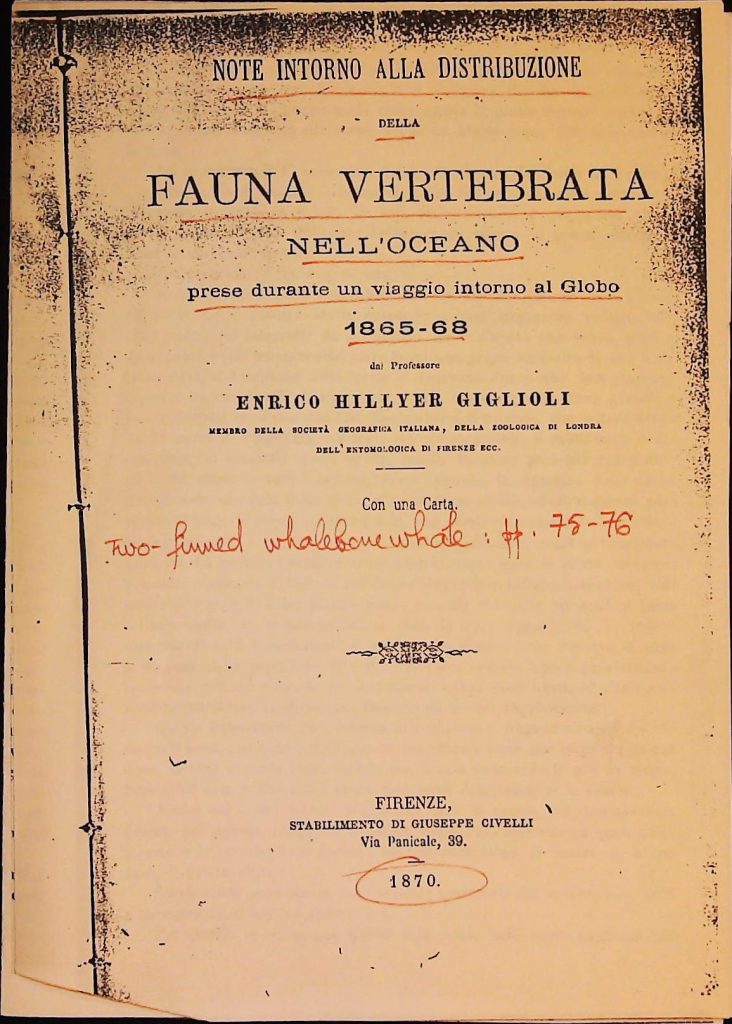 NOTE INTORNO ALLA DISTRIBUZIONE
DELLA
FAUNA VERTEBRATA
NELL'OCEANO
prese durante un viaggio intorno al Globo
1865-68
dal Professore
ENRICO HILLYER GIGLIOLI
MEMBRO DELLA SOCIETÀ GEOGRAFICA ITALIANA, DELLA ZOOLOGICA DI LONDRA
DELL'ENTOMOLOGICA DI FIRENZE ECC.
Con una Carta.
Two-finned whalebone whale : pp. 75-76
FIRENZE,
STABILIMENTO DI GIUSEPPE CIVELLI
Via Panicale, 39.
1870.